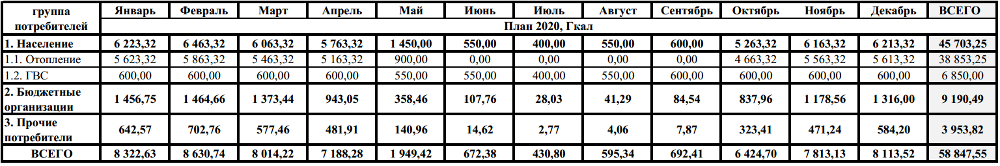 группа потребителей Январь Февраль Март Апрель Май Июнь Июль Август Сентябрь Октябрь Ноябрь Декабрь ВСЕГО
План 2020, Гкал
1. Население 6 223,32 6 463,32 6 063,32 5 763,32 1 450,00 550,00 400,00 550,00 600,00 5 263,32 6 163,32 6 213,32 45 703,25
1.1. Отопление 5 623,32 5 863,32 5 463,32 5 163,32 900,00 0,00 0,00 0,00 0,00 4 663,32 5 563,32 5 613,32 38 853,25
1.2. ГВС 600,00 600,00 600,00 600,00 550,00 550,00 400,00 550,00 600,00 600,00 600,00 600,00 6 850,00
2. Бюджетные организации 1 456,75 1 464,66 1 373,44 943,05 358,46 107,76 28,03 41,29 84,54 837,96 1 178,56 1 316,00 9 190,49
3. Прочие потребители 642,57 702,76 577,46 481,91 140,96 14,62 2,77 4,06 7,87 323,41 471,24 584,20 3 953,82
ВСЕГО 8 322,63 8 630,74 8 014,22 7 188,28 1 949,42 672,38 430,80 595,34 692,41 6 424,70 7 813,13 8 113,52 58 847,55